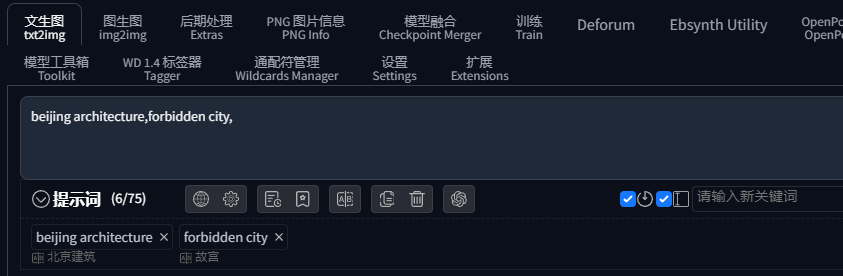 文生图 图生图 后期处理 PNG 图片信息 模型融合 训练 Deforum Ebsynth Utility OpenPo
txt2img img2img Extras PNG Info Checkpoint Merger Train OpenPo
模型工具箱 WD 1.4 标签器 通配符管理 设置 扩展
Toolkit Tagger Wildcards Manager Settings Extensions
beijing architecture,forbidden city,
提示词 (6/75) 请输入新关键词
beijing architecture × forbidden city ×
北京建筑 故宫